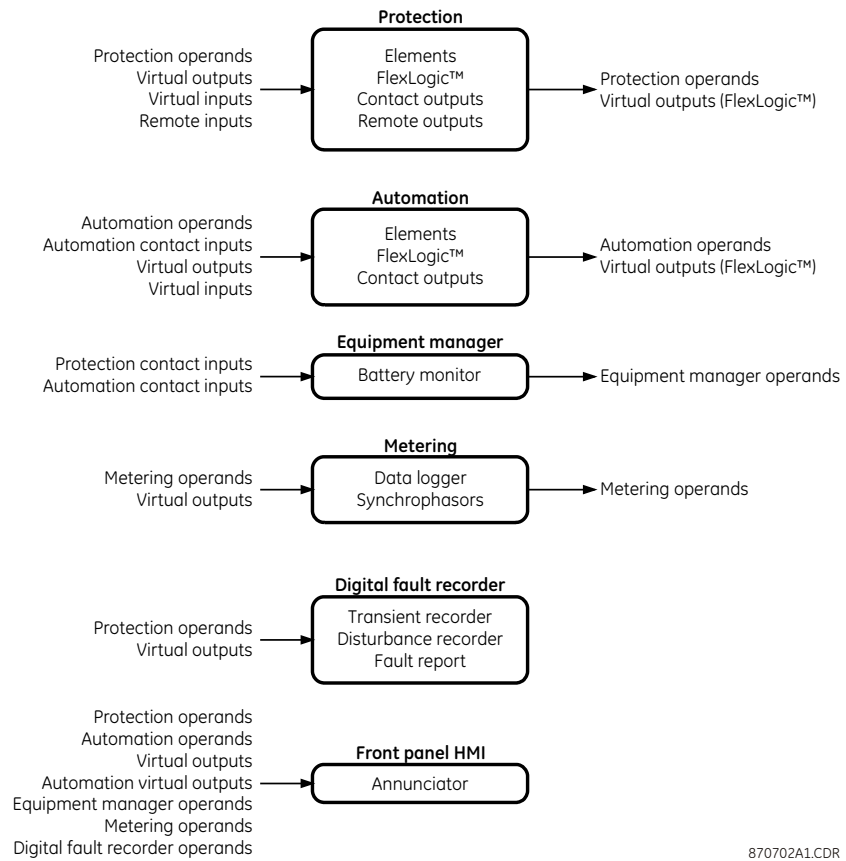 Protection
Protection operands
Virtual outputs
Virtual inputs
Remote inputs
Elements
FlexLogic™
Contact outputs
Remote outputs
Protection operands
Virtual outputs (FlexLogic™)
Automation
Automation operands
Automation contact inputs
Virtual outputs
Virtual inputs
Elements
FlexLogic™
Contact outputs
Automation operands
Virtual outputs (FlexLogic™)
Equipment manager
Protection contact inputs
Automation contact inputs
Battery monitor
Equipment manager operands
Metering
Metering operands
Virtual outputs
Data logger
Synchrophasors
Metering operands
Digital fault recorder
Protection operands
Virtual outputs
Transient recorder
Disturbance recorder
Fault report
Protection operands
Automation operands
Virtual outputs
Automation virtual outputs
Equipment manager operands
Metering operands
Digital fault recorder operands
Front panel HMI
Annunciator
870702A1.CDR